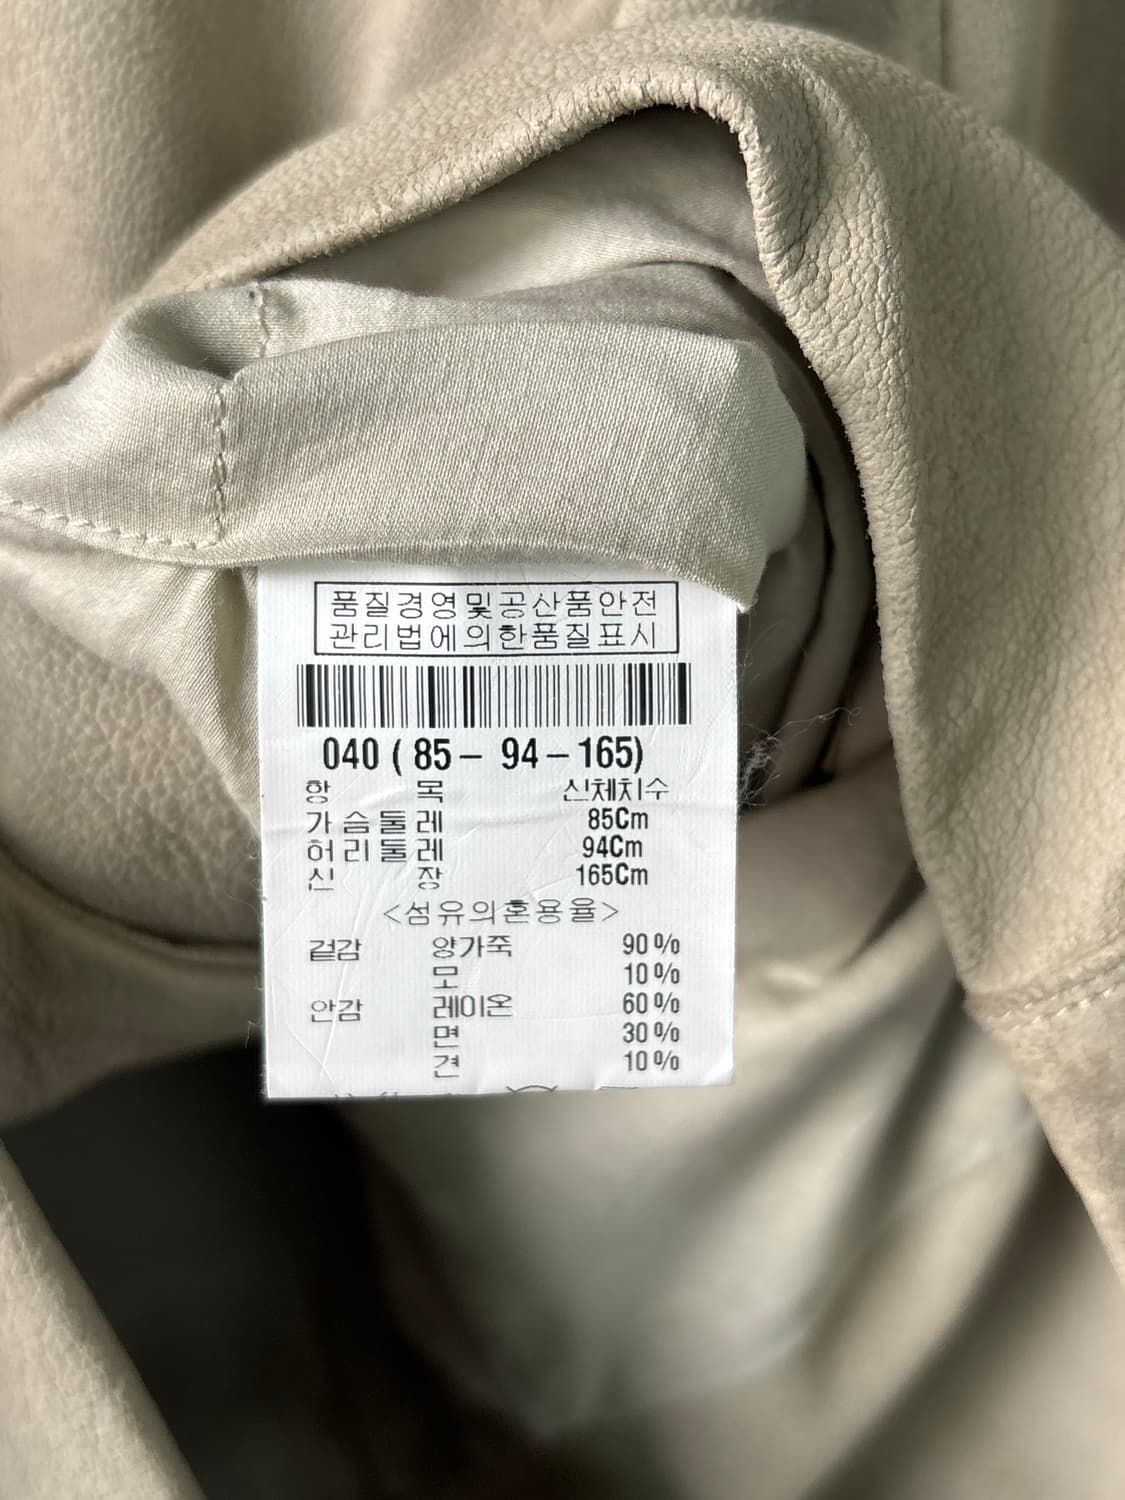 품질경영및공산품안전
관리법에의한품질표시
040 ( 85 – 94 – 165)
항 목 신체치수
가 슴 둘 레 85Cm
허 리 둘 레 94Cm
신 장 165Cm
<섬유의혼용율>
겉감 양가죽 90 %
모 10 %
안감 레이온 60 %
면 30 %
견 10 %